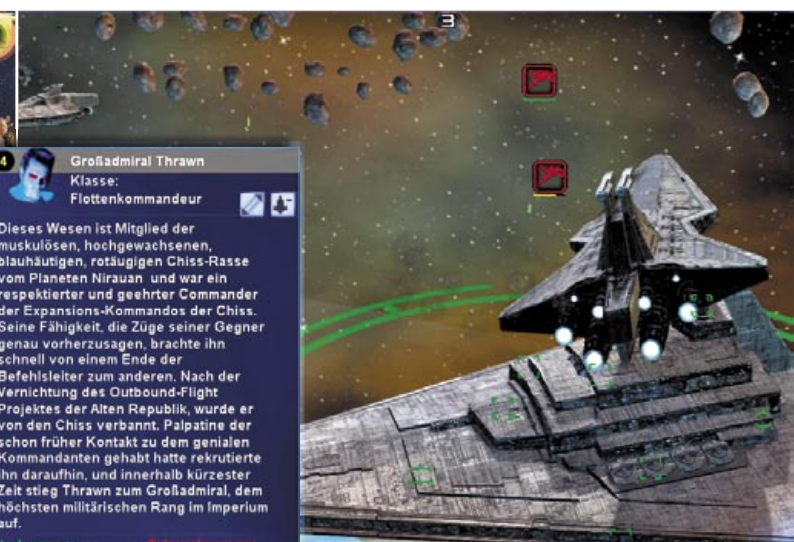 3
4
Großadmiral Thrawn
Klasse:
Flottenkommandeur
Dieses Wesen ist Mitglied der
muskulösen, hochgewachsenen,
blauhäutigen, rotäugigen Chiss-Rasse
vom Planeten Nirauan und war ein
respektierter und geehrter Commander
der Expansions-Kommandos der Chiss.
Seine Fähigkeit, die Züge seiner Gegner
genau vorherzusagen, brachte ihn
schnell von einem Ende der
Befehlsleiter zum anderen. Nach der
Vernichtung des Outbound-Flight
Projektes der Alten Republik, wurde er
von den Chiss verbannt. Palpatine der
schon früher Kontakt zu dem genialen
Kommandanten gehabt hatte rekrutierte
ihn daraufhin, und innerhalb kürzester
Zeit stieg Thrawn zum Großadmiral, dem
höchsten militärischen Rang im Imperium
auf.